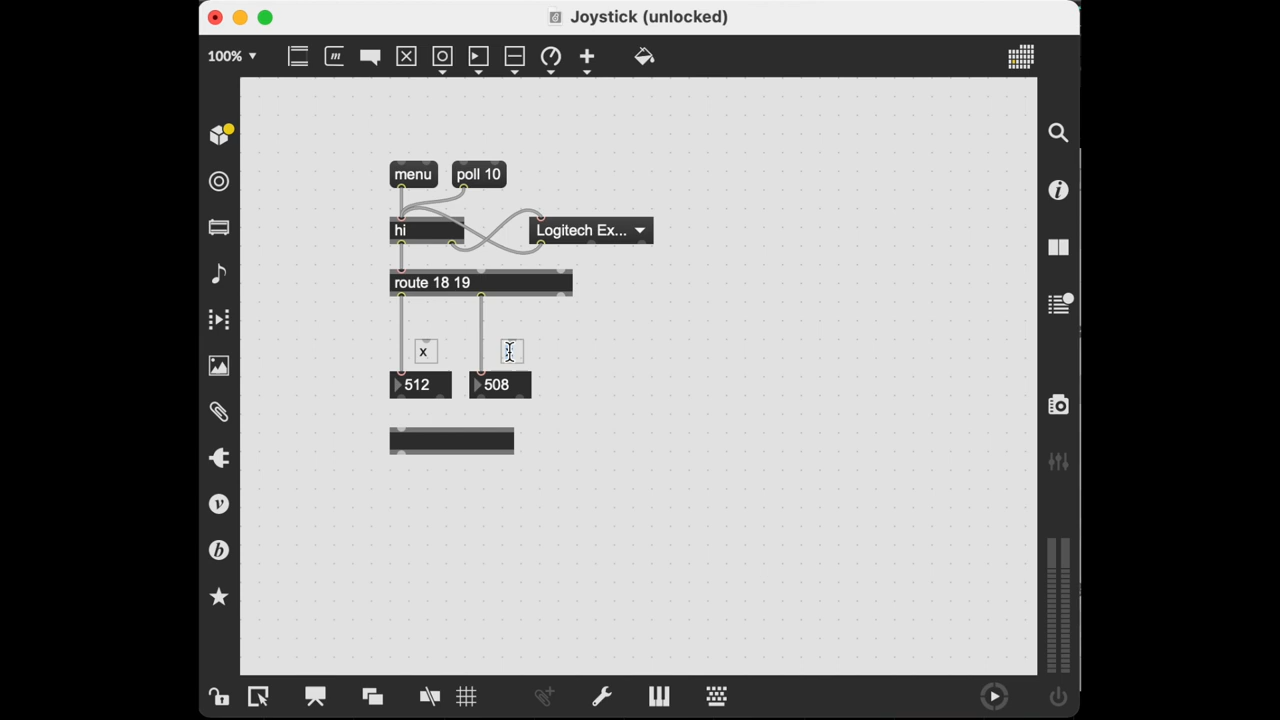 Joystick (unlocked)
100%
menu
poll 10
hi
Logitech Ex...
route 18 19
x
512
508